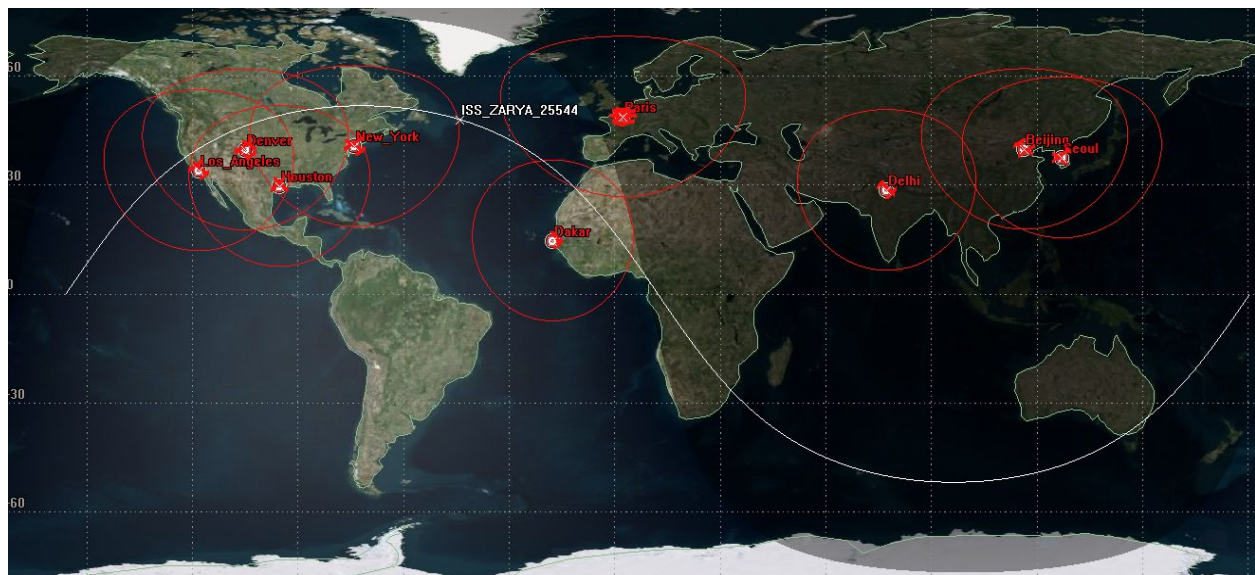 60
ISS_ZARYA_25544
Paris
Denver
New_York
Beijing
Seoul
Los_Angeles
Houston
Delhi
30
Dakar
0
-30
-60